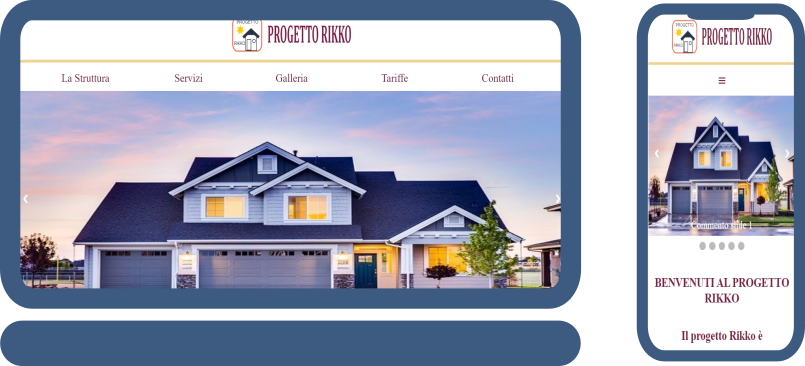 PROGETTO
RIKKO
PROGETTO RIKKO
La Struttura Servizi Galleria Tariffe Contatti
PROGETTO
RIKKO
PROGETTO RIKKO
☰
Commento slide 1
BENVENUTI AL PROGETTO
RIKKO
Il progetto Rikko è